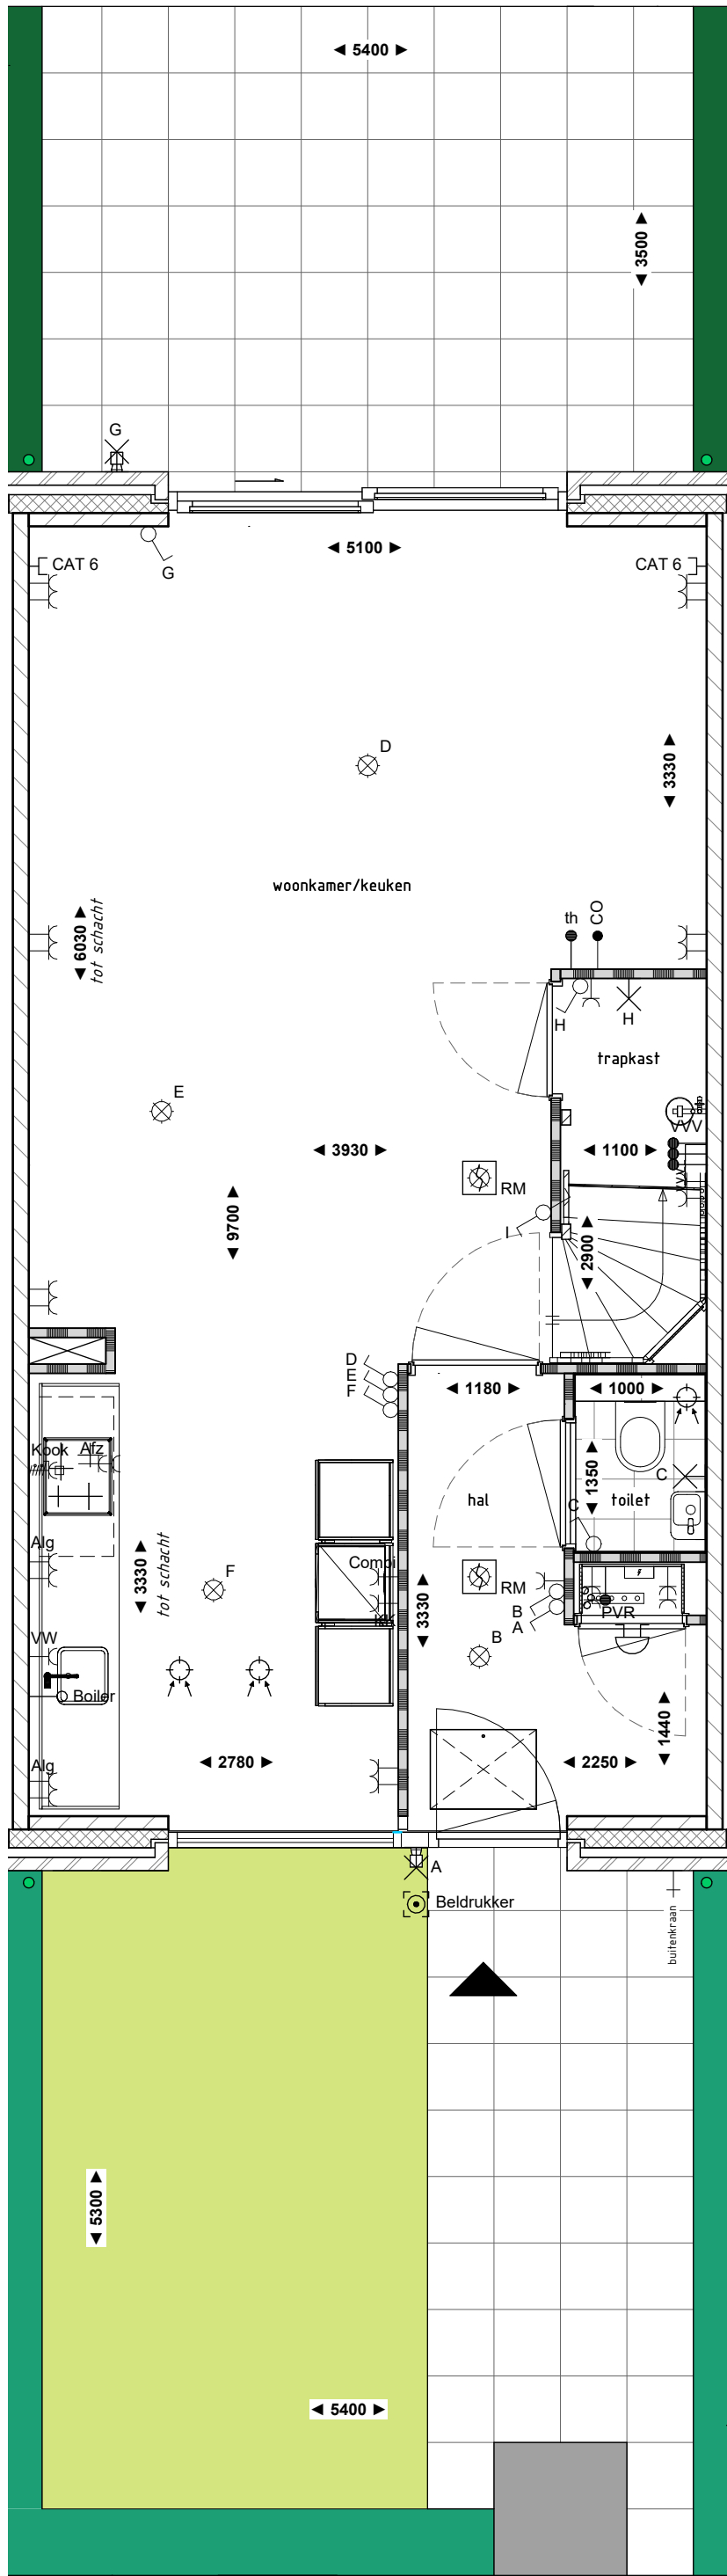 ◄ 5400 ►
◄ 3500 ►
G
◄ 5100 ►
CAT 6
CAT 6
G
D
◄ 3330 ►
woonkamer/keuken
◄ 6030 ►
tot schacht
th
CO
H
H
trapkast
E
VVV
◄ 3930 ►
◄ 1100 ►
RM
◄ 9700 ►
I
◄ 2900 ►
D
E
F
◄ 1180 ►
◄ 1000 ►
Kook
Afz
◄ 1350 ►
C
hal
toilet
C
Alg
◄ 3330 ►
tot schacht
F
Combi
KK
◄ 3330 ►
RM
B
A
PVR
VW
B
Boiler
◄ 1440 ►
Alg
◄ 2780 ►
◄ 2250 ►
A
Beldrukker
buitenkraan
◄ 5300 ►
◄ 5400 ►